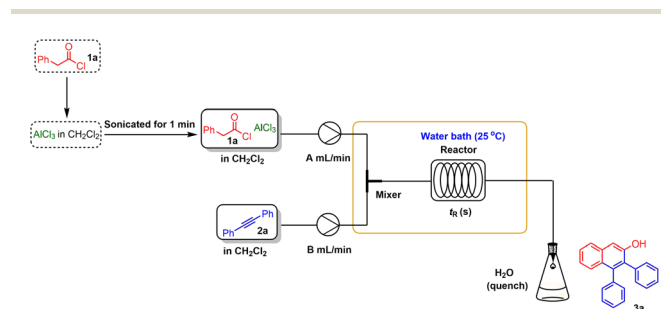 Ph
O
Cl
1a
AlCl₃ in CH₂Cl₂
Sonicated for 1 min
Ph
O
Cl
AlCl₃
1a
in CH₂Cl₂
A mL/min
Ph
Ph
2a
in CH₂Cl₂
B mL/min
Mixer
Water bath (25 °C)
Reactor
tR (s)
H₂O
(quench)
OH
3a